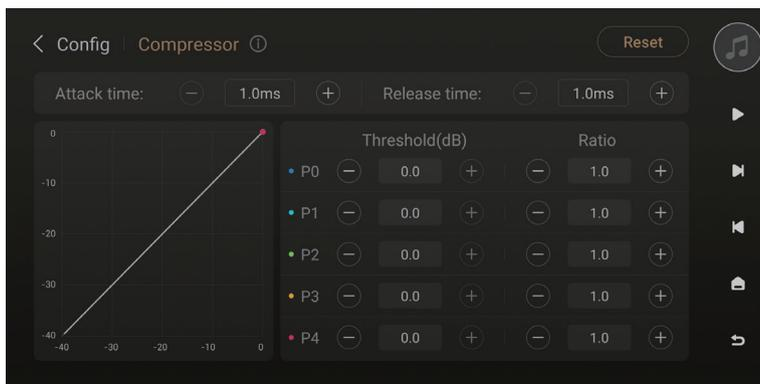 Config Compressor Reset
Attack time: 1.0ms Release time: 1.0ms
Threshold(dB) Ratio
0
-10
-20
-30
-40
-40 -30 -20 -10 0
P0 0.0 1.0
P1 0.0 1.0
P2 0.0 1.0
P3 0.0 1.0
P4 0.0 1.0